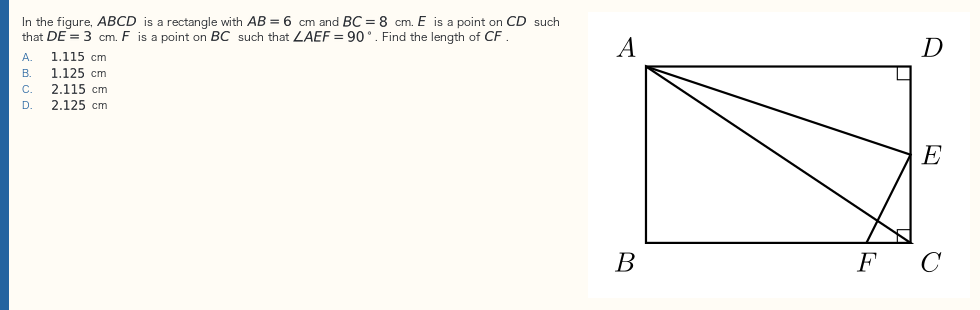 In the figure, ABCD is a rectangle with AB = 6 cm and BC = 8 cm. E is a point on CD such
that DE = 3 cm. F is a point on BC such that ∠AEF = 90°. Find the length of CF.
A. 1.115 cm
B. 1.125 cm
C. 2.115 cm
D. 2.125 cm
A
D
E
B
F
C